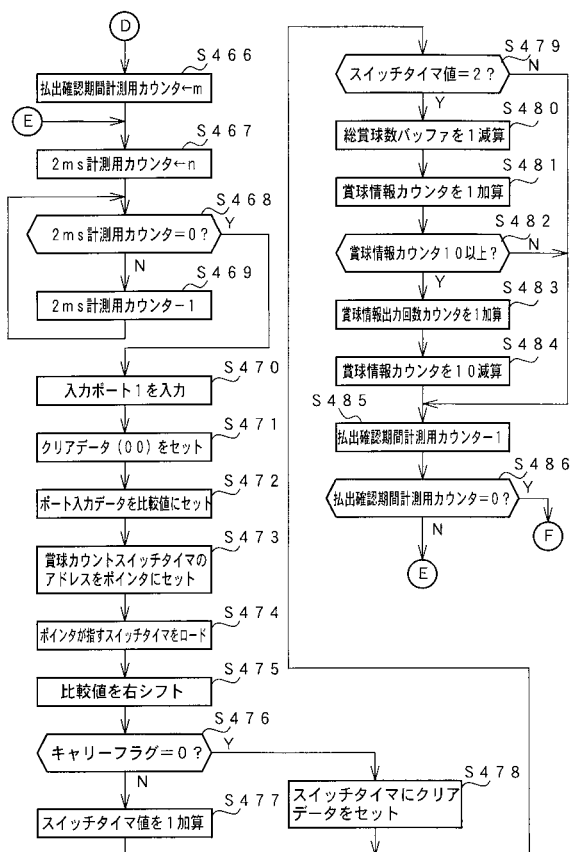 D
S466
払出確認期間計測用カウンタ←m
E
S467
2ms計測用カウンタ←n
S468
2ms計測用カウンタ=0?
Y
N
S469
2ms計測用カウンタ-1
S470
入力ポート1を入力
S471
クリアデータ(00)をセット
S472
ポート入力データを比較値にセット
S473
賞球カウントスイッチタイマの
アドレスをポインタにセット
S474
ポインタが指すスイッチタイマをロード
S475
比較値を右シフト
S476
キャリーフラグ=0?
Y
N
S477
スイッチタイマ値を1加算
S478
スイッチタイマにクリア
データをセット
S479
スイッチタイマ値=2?
N
Y
S480
総賞球数バッファを1減算
S481
賞球情報カウンタを1加算
S482
賞球情報カウンタ10以上?
N
Y
S483
賞球情報出力回数カウンタを1加算
S484
賞球情報カウンタを10減算
S485
払出確認期間計測用カウンター1
S486
払出確認期間計測用カウンタ=0?
Y
N
F
E